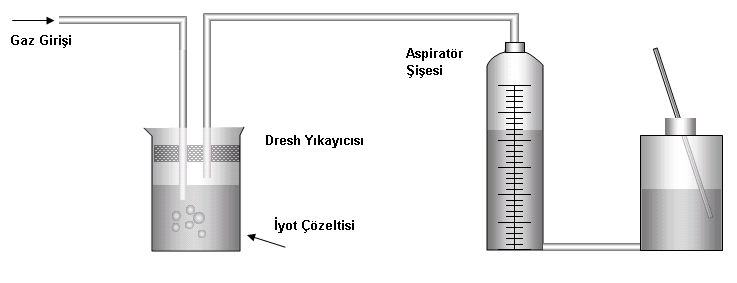 Gaz Girişi
Aspiratör
Şişesi
Dresh Yıkayıcısı
İyot Çözeltisi